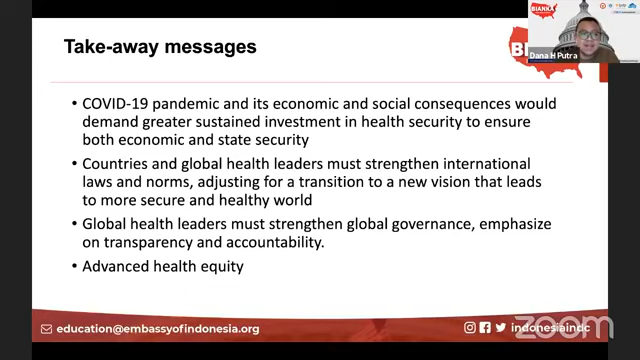 Take-away messages
BIANKA
Dana H Putra
• COVID-19 pandemic and its economic and social consequences would
demand greater sustained investment in health security to ensure
both economic and state security
• Countries and global health leaders must strengthen international
laws and norms, adjusting for a transition to a new vision that leads
to more secure and healthy world
• Global health leaders must strengthen global governance, emphasize
on transparency and accountability.
• Advanced health equity
education@embassyofindonesia.org
indonesiaindc
zoom